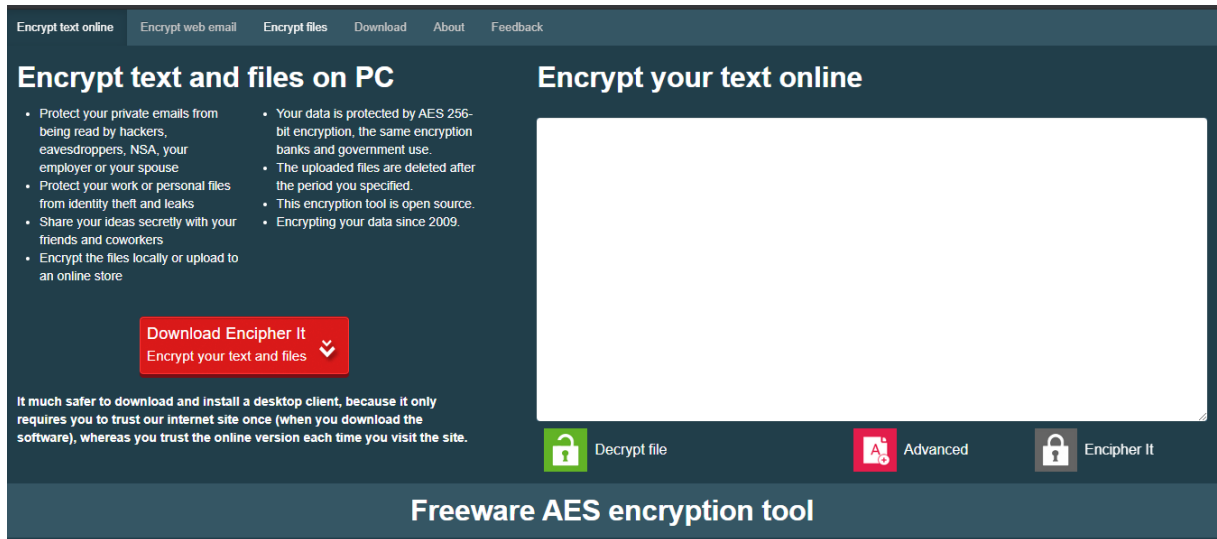 Encrypt text online Encrypt web email Encrypt files Download About Feedback
Encrypt text and files on PC
Protect your private emails from
being read by hackers,
eavesdroppers, NSA, your
employer or your spouse
Protect your work or personal files
from identity theft and leaks
Share your ideas secretly with your
friends and coworkers
Encrypt the files locally or upload to
an online store
Your data is protected by AES 256-
bit encryption, the same encryption
banks and government use.
The uploaded files are deleted after
the period you specified.
This encryption tool is open source.
Encrypting your data since 2009.
Download Encipher It
Encrypt your text and files
It much safer to download and install a desktop client, because it only
requires you to trust our internet site once (when you download the
software), whereas you trust the online version each time you visit the site.
Encrypt your text online
Decrypt file
Advanced
Encipher It
Freeware AES encryption tool